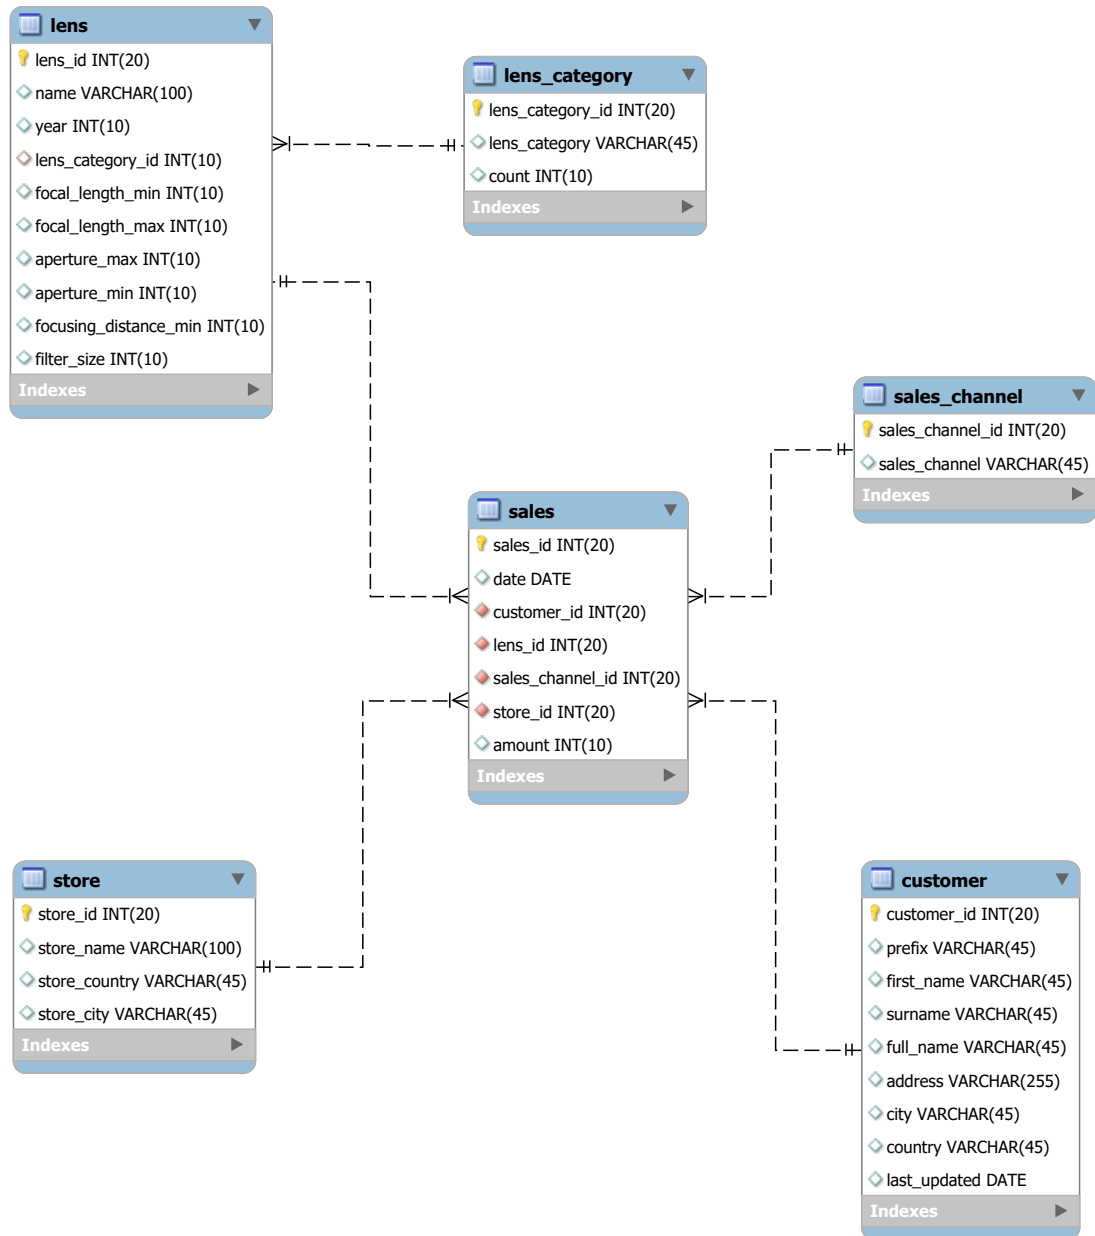 lens
lens_id INT(20)
name VARCHAR(100)
year INT(10)
lens_category_id INT(10)
focal_length_min INT(10)
focal_length_max INT(10)
aperture_max INT(10)
aperture_min INT(10)
focusing_distance_min INT(10)
filter_size INT(10)
Indexes
lens_category
lens_category_id INT(20)
lens_category VARCHAR(45)
count INT(10)
Indexes
sales_channel
sales_channel_id INT(20)
sales_channel VARCHAR(45)
Indexes
sales
sales_id INT(20)
date DATE
customer_id INT(20)
lens_id INT(20)
sales_channel_id INT(20)
store_id INT(20)
amount INT(10)
Indexes
store
store_id INT(20)
store_name VARCHAR(100)
store_country VARCHAR(45)
store_city VARCHAR(45)
Indexes
customer
customer_id INT(20)
prefix VARCHAR(45)
first_name VARCHAR(45)
surname VARCHAR(45)
full_name VARCHAR(45)
address VARCHAR(255)
city VARCHAR(45)
country VARCHAR(45)
last_updated DATE
Indexes